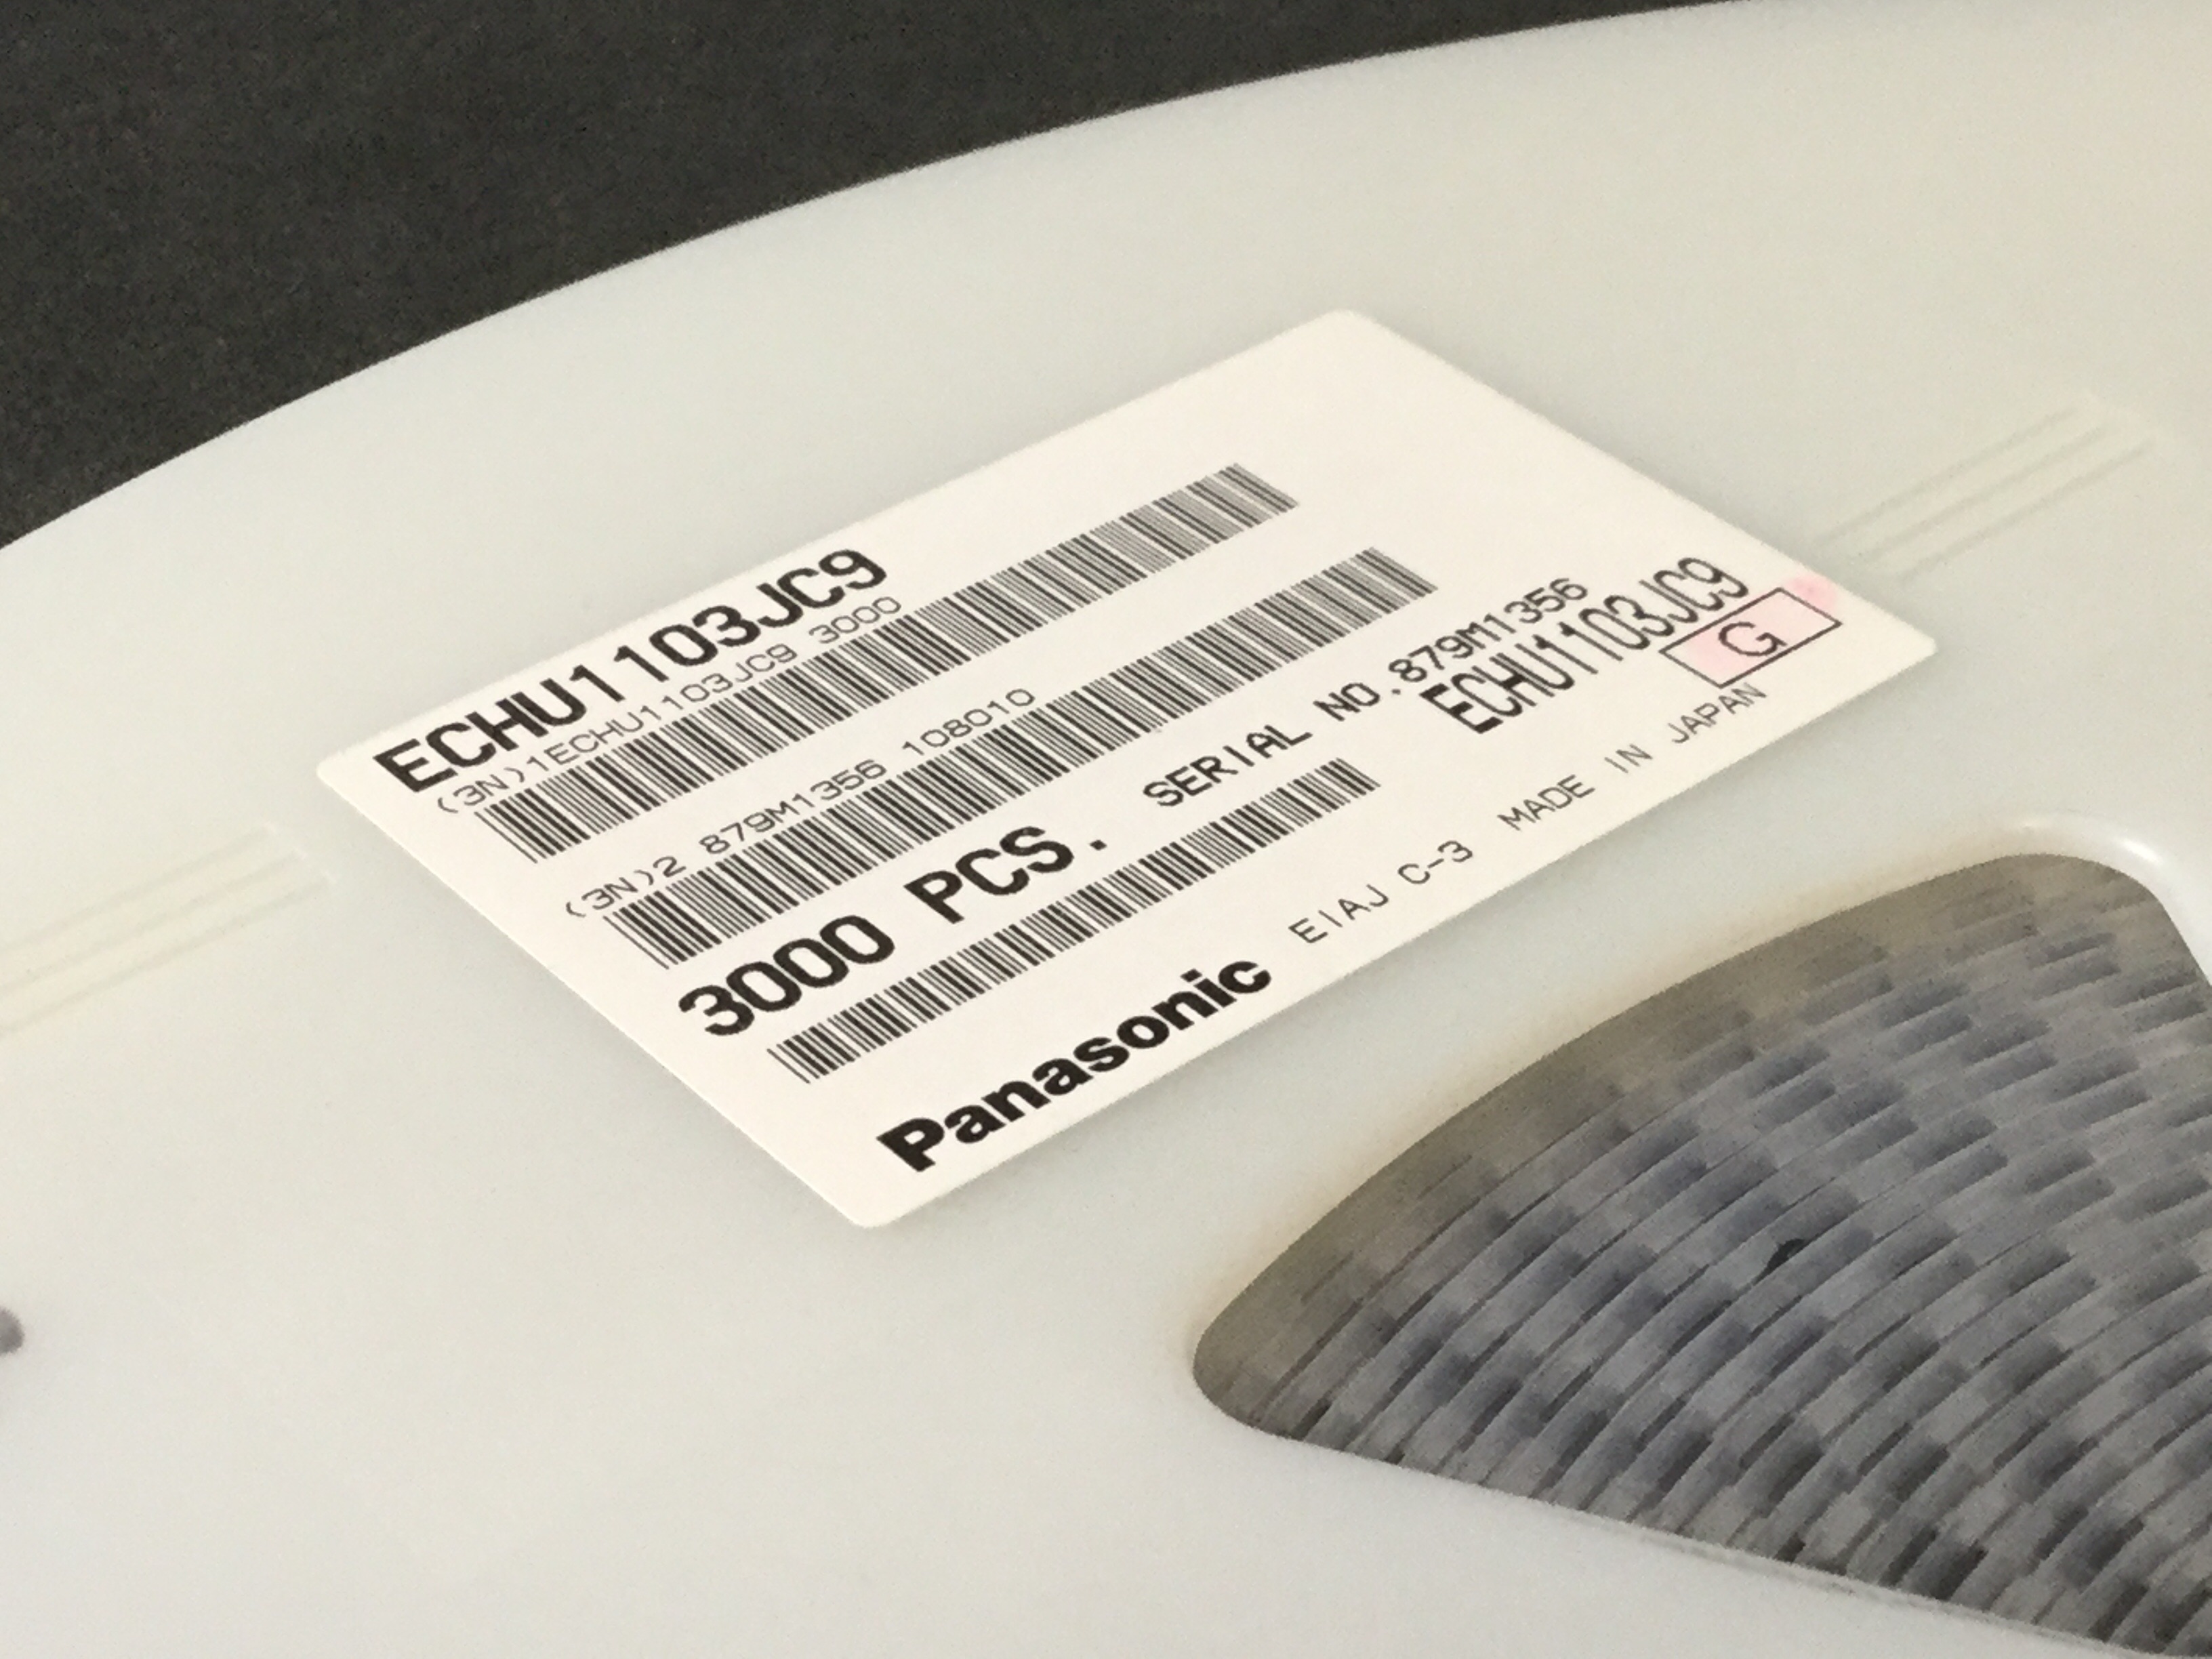 ECHU1103JC9
(3N)1ECHU1103JC9 3000
(3N)2 879M1356 108010
3000 PCS. SERIAL NO.879M1356
ECHU1103JC9
G
Panasonic EIAJ C-3 MADE IN JAPAN